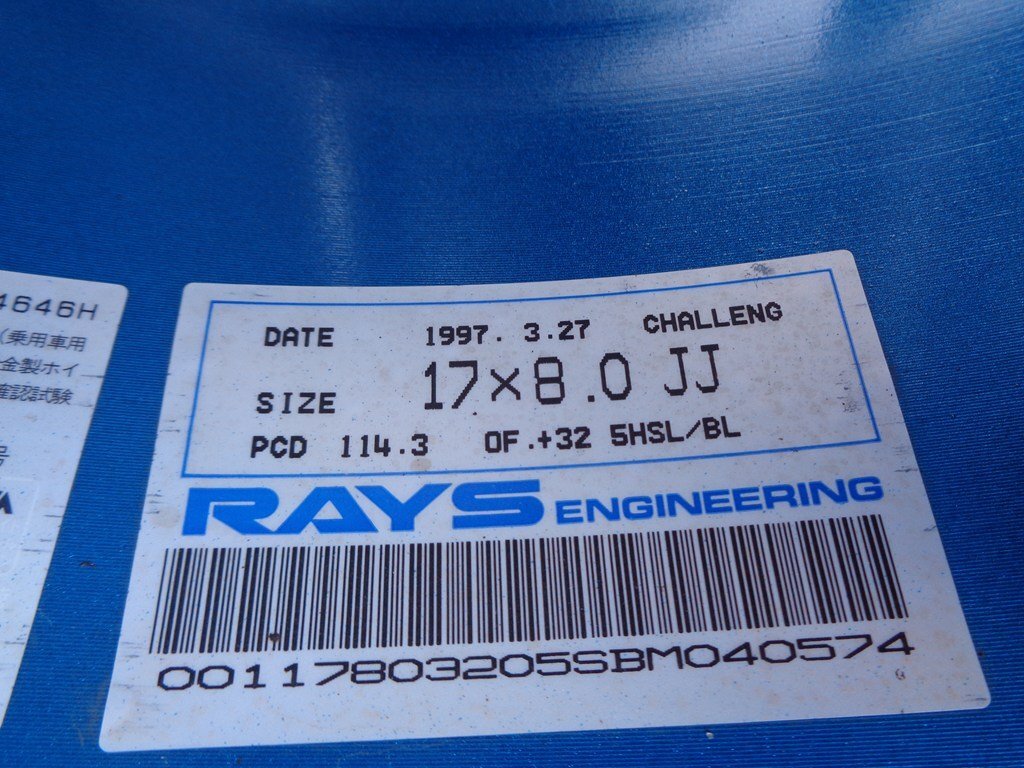 4646H
(乗用車用
金製ホイ
確認試験
号
DATE 1997. 3.27 CHALLENG
SIZE 17×8.0 JJ
PCD 114.3 OF.+32 5HSL/BL
RAYS ENGINEERING
00117803205SBM040574